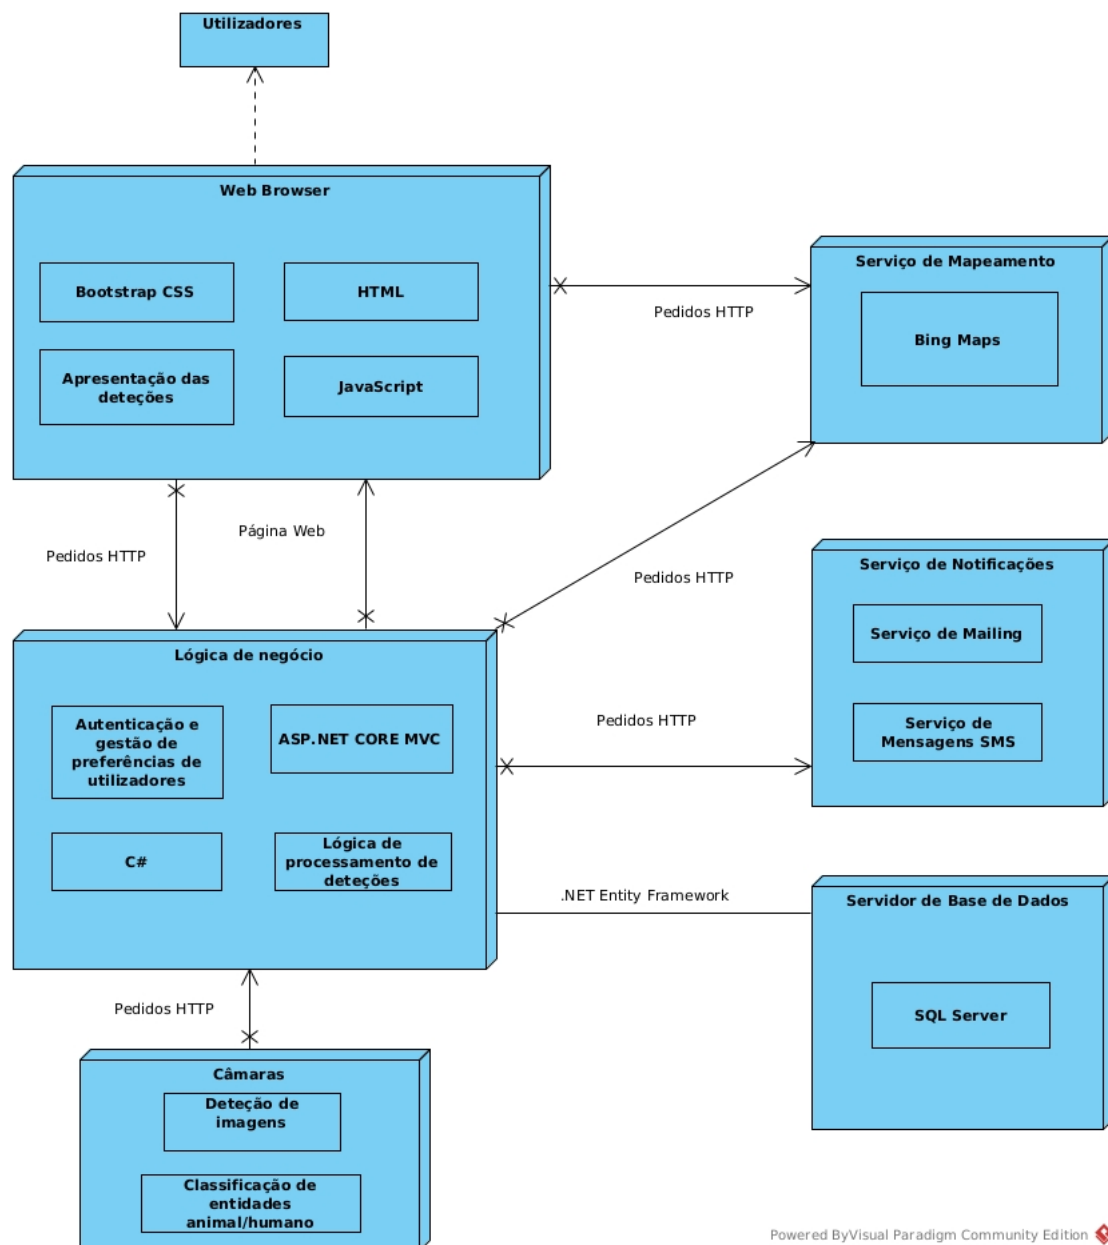 Utilizadores
Web Browser
Bootstrap CSS
HTML
Apresentação das
deteções
JavaScript
Pedidos HTTP
Serviço de Mapeamento
Bing Maps
Pedidos HTTP
Página Web
Pedidos HTTP
Serviço de Notificações
Serviço de Mailing
Serviço de
Mensagens SMS
Lógica de negócio
Autenticação e
gestão de
preferências de
utilizadores
ASP.NET CORE MVC
C#
Lógica de
processamento de
deteções
Pedidos HTTP
.NET Entity Framework
Servidor de Base de Dados
SQL Server
Pedidos HTTP
Câmaras
Deteção de
imagens
Classificação de
entidades
animal/humano
Powered ByVisual Paradigm Community Edition